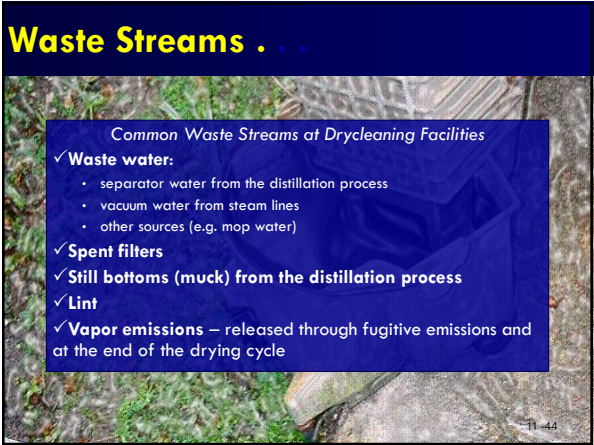 Waste Streams . . .
Common Waste Streams at Drycleaning Facilities
✓Waste water:
• separator water from the distillation process
• vacuum water from steam lines
• other sources (e.g. mop water)
✓Spent filters
✓Still bottoms (muck) from the distillation process
✓Lint
✓Vapor emissions – released through fugitive emissions and
at the end of the drying cycle
11-44